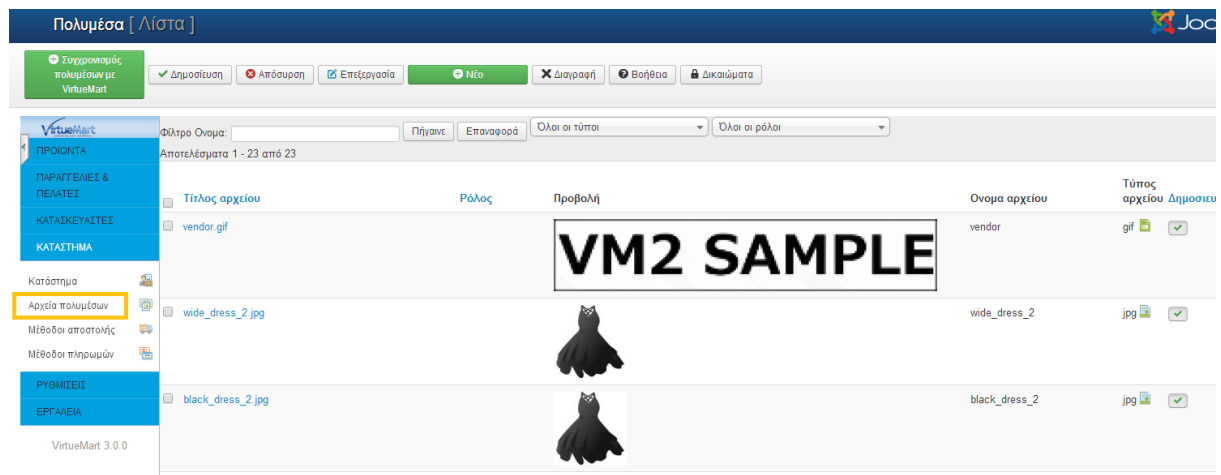 Πολυμέσα [ Λίστα ]
Joo
Συγχρονισμός
πολυμέσων με
VirtueMart
Δημοσίευση
Απόσυρση
Επεξεργασία
Νέο
Διαγραφή
Βοήθεια
Δικαιώματα
VirtueMart
Φίλτρο Ονομα:
Πήγαινε
Επαναφορά
Όλοι οι τύποι
Όλοι οι ρόλοι
Αποτελέσματα 1 - 23 από 23
ΠΡΟΙΟΝΤΑ
ΠΑΡΑΓΓΕΛΙΕΣ &
ΠΕΛΑΤΕΣ
ΚΑΤΑΣΚΕΥΑΣΤΕΣ
ΚΑΤΑΣΤΗΜΑ
Κατάστημα
Αρχεία πολυμέσων
Μέθοδοι αποστολής
Μέθοδοι πληρωμών
ΡΥΘΜΙΣΕΙΣ
ΕΡΓΑΛΕΙΑ
VirtueMart 3.0.0
Τίτλος αρχείου
Ρόλος
Προβολή
Ονομα αρχείου
Τύπος
αρχείου
Δημοσιευ
vendor.gif
VM2 SAMPLE
vendor
gif
wide_dress_2.jpg
wide_dress_2
jpg
black_dress_2.jpg
black_dress_2
jpg